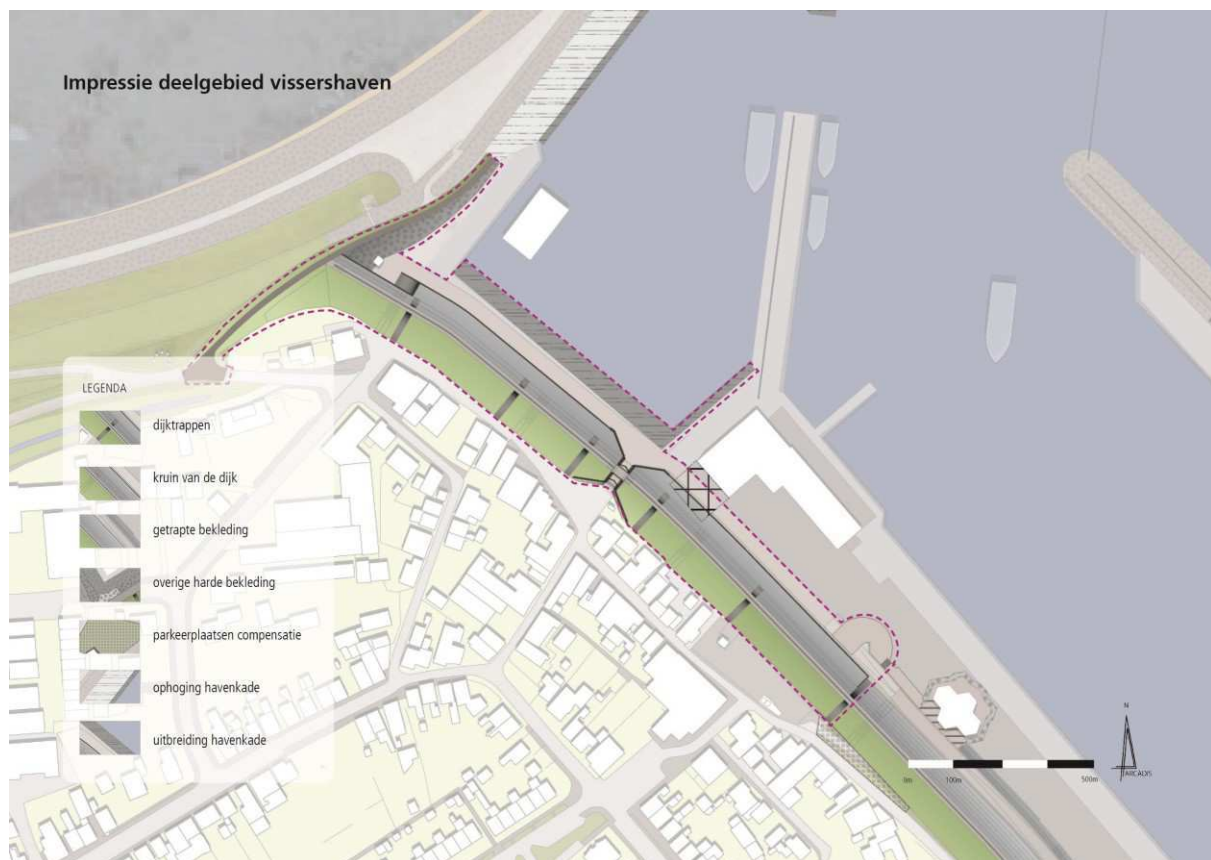 Impressie deelgebied vissershaven
LEGENDA
dijktrappen
kruin van de dijk
getrapte bekleding
overige harde bekleding
parkeerplaatsen compensatie
ophoging havenkade
uitbreiding havenkade
N
ARCADIS
0m 100m 500m